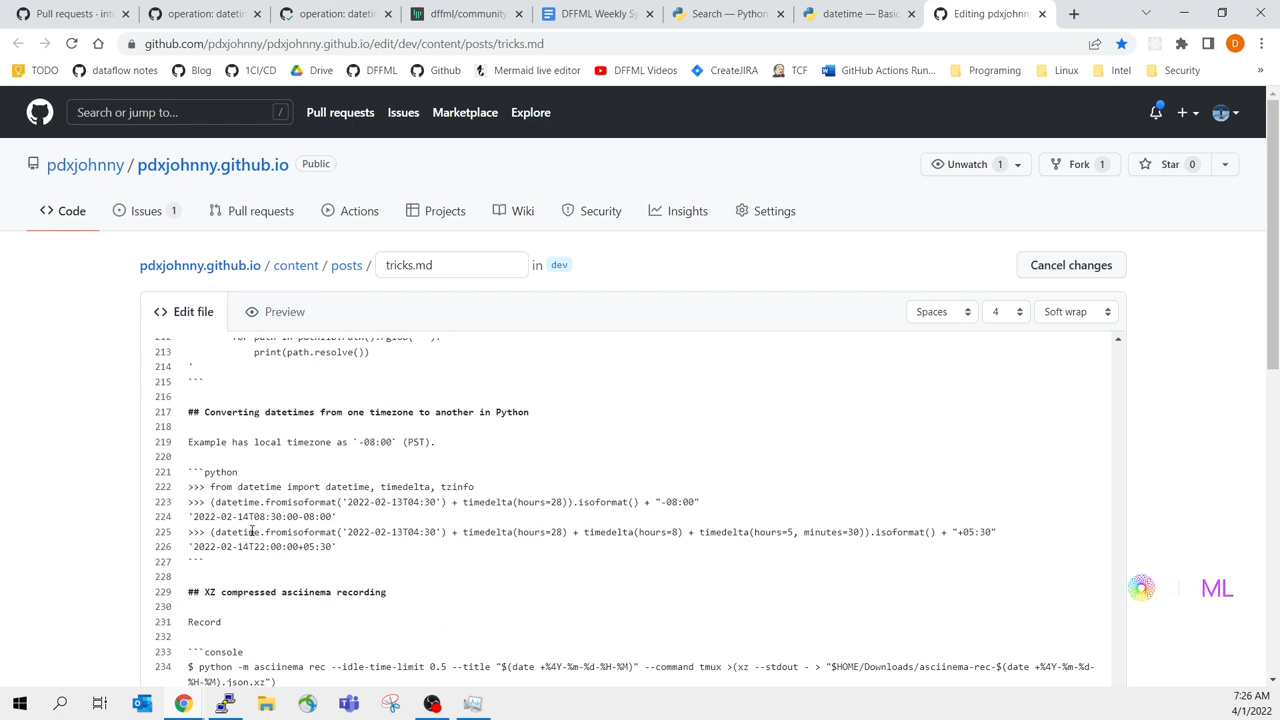 Pull requests · inte
operation: datetim
operation: datetim
dffml/community
DFFML Weekly Sy
Search — Python
datetime — Basic
Editing pdxjohnny
github.com/pdxjohnny/pdxjohnny.github.io/edit/dev/content/posts/tricks.md
D
TODO
dataflow notes
Blog
1CI/CD
Drive
DFFML
Github
Mermaid live editor
DFFML Videos
CreateJIRA
TCF
GitHub Actions Run...
Programing
Linux
Intel
Security
»
Search or jump to...
/
Pull requests
Issues
Marketplace
Explore
pdxjohnny / pdxjohnny.github.io
Public
Unwatch 1
Fork 1
Star 0
Code
Issues 1
Pull requests
Actions
Projects
Wiki
Security
Insights
Settings
pdxjohnny.github.io / content / posts / tricks.md in dev
Cancel changes
<> Edit file
Preview
Spaces
4
Soft wrap
213 print(path.resolve())
214 '
215 ```
216
217 ## Converting datetimes from one timezone to another in Python
218
219 Example has local timezone as `-08:00` (PST).
220
221 ```python
222 >>> from datetime import datetime, timedelta, tzinfo
223 >>> (datetime.fromisoformat('2022-02-13T04:30') + timedelta(hours=28)).isoformat() + "-08:00"
224 '2022-02-14T08:30:00-08:00'
225 >>> (datetime.fromisoformat('2022-02-13T04:30') + timedelta(hours=28) + timedelta(hours=8) + timedelta(hours=5, minutes=30)).isoformat() + "+05:30"
226 '2022-02-14T22:00:00+05:30'
227 ```
228
229 ## XZ compressed asciinema recording
230
231 Record
232
233 ```console
234 $ python -m asciinema rec --idle-time-limit 0.5 --title "$(date +%4Y-%m-%d-%H-%M)" --command tmux >(xz --stdout - > "$HOME/Downloads/asciinema-rec-$(date +%4Y-%m-%d-
%H-%M).json.xz")
ML
7:26 AM
4/1/2022